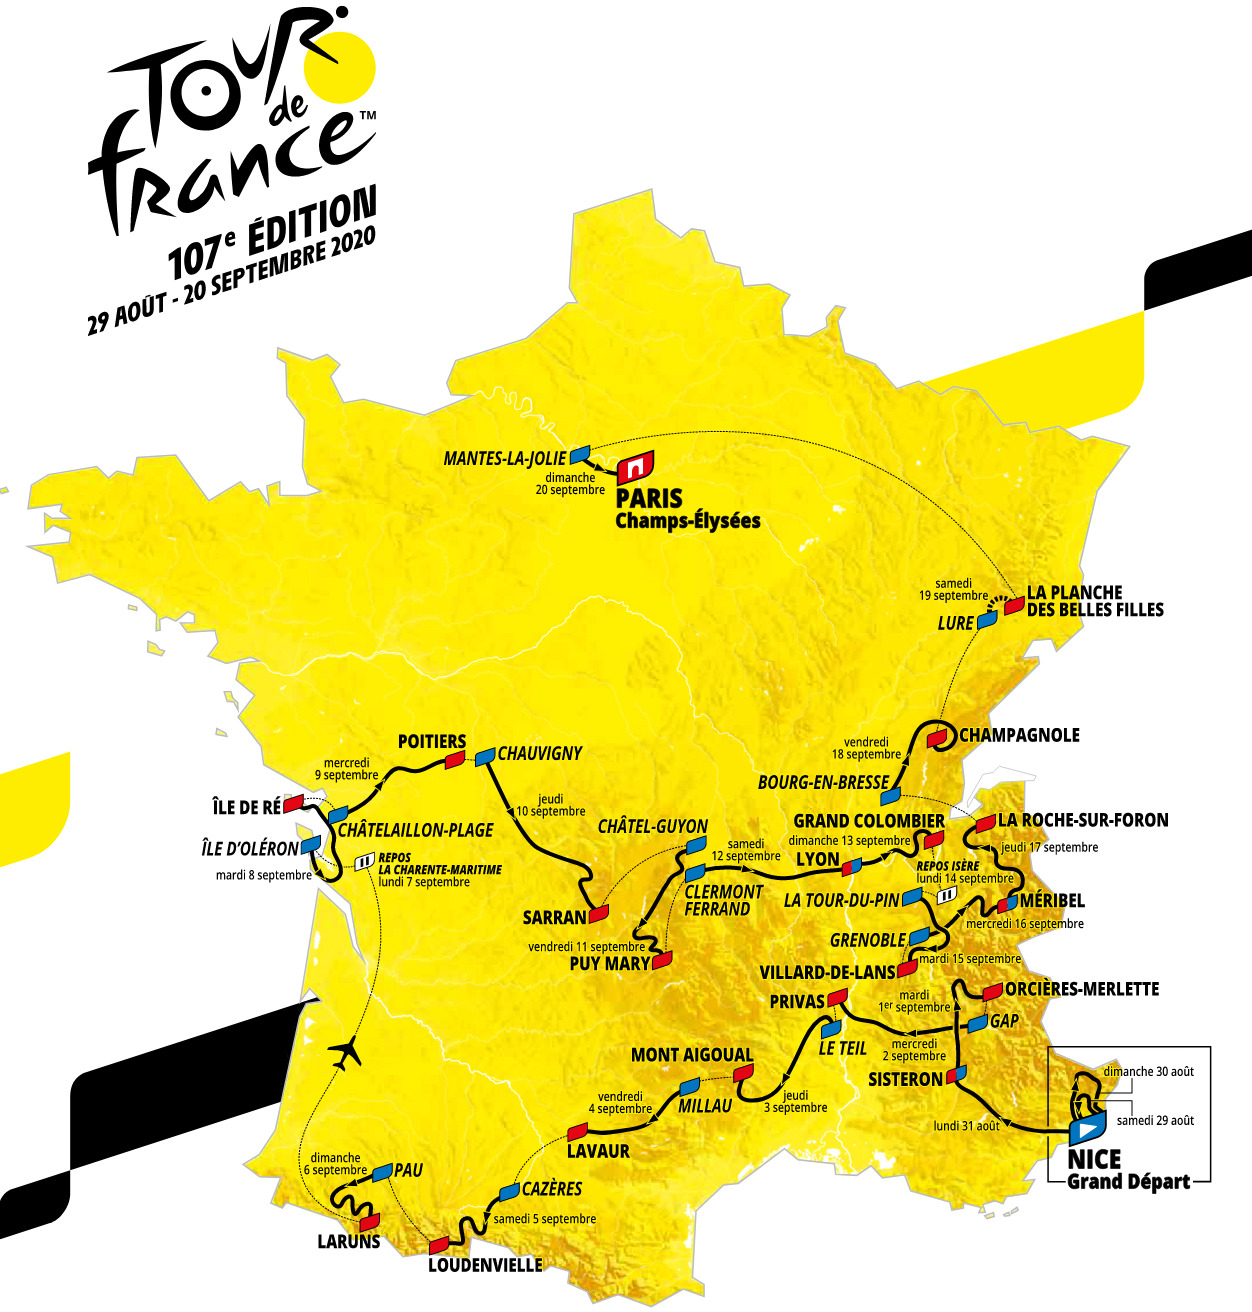 TOUR
de
france™
107e ÉDITION
29 AOÛT - 20 SEPTEMBRE 2020
MANTES-LA-JOLIE
dimanche
20 septembre
PARIS
Champs-Élysées
samedi
19 septembre
LA PLANCHE
DES BELLES FILLES
LURE
CHAMPAGNOLE
vendredi
18 septembre
BOURG-EN-BRESSE
POITIERS
CHAUVIGNY
mercredi
9 septembre
ÎLE DE RÉ
CHÂTELAILLON-PLAGE
ÎLE D'OLÉRON
mardi 8 septembre
REPOS
LA CHARENTE-MARITIME
lundi 7 septembre
jeudi
10 septembre
CHÂTEL-GUYON
samedi
12 septembre
CLERMONT
FERRAND
SARRAN
vendredi 11 septembre
PUY MARY
GRAND COLOMBIER
dimanche 13 septembre
LYON
LA ROCHE-SUR-FORON
jeudi 17 septembre
REPOS ISÈRE
lundi 14 septembre
LA TOUR-DU-PIN
MÉRIBEL
mercredi 16 septembre
GRENOBLE
mardi 15 septembre
VILLARD-DE-LANS
PRIVAS
mardi
1er septembre
ORCIÈRES-MERLETTE
GAP
LE TEIL
mercredi
2 septembre
MONT AIGOUAL
SISTERON
MILLAU
jeudi
3 septembre
vendredi
4 septembre
lundi 31 août
dimanche 30 août
samedi 29 août
NICE
Grand Départ
LAVAUR
dimanche
6 septembre
PAU
CAZÈRES
samedi 5 septembre
LARUNS
LOUDENVIELLE